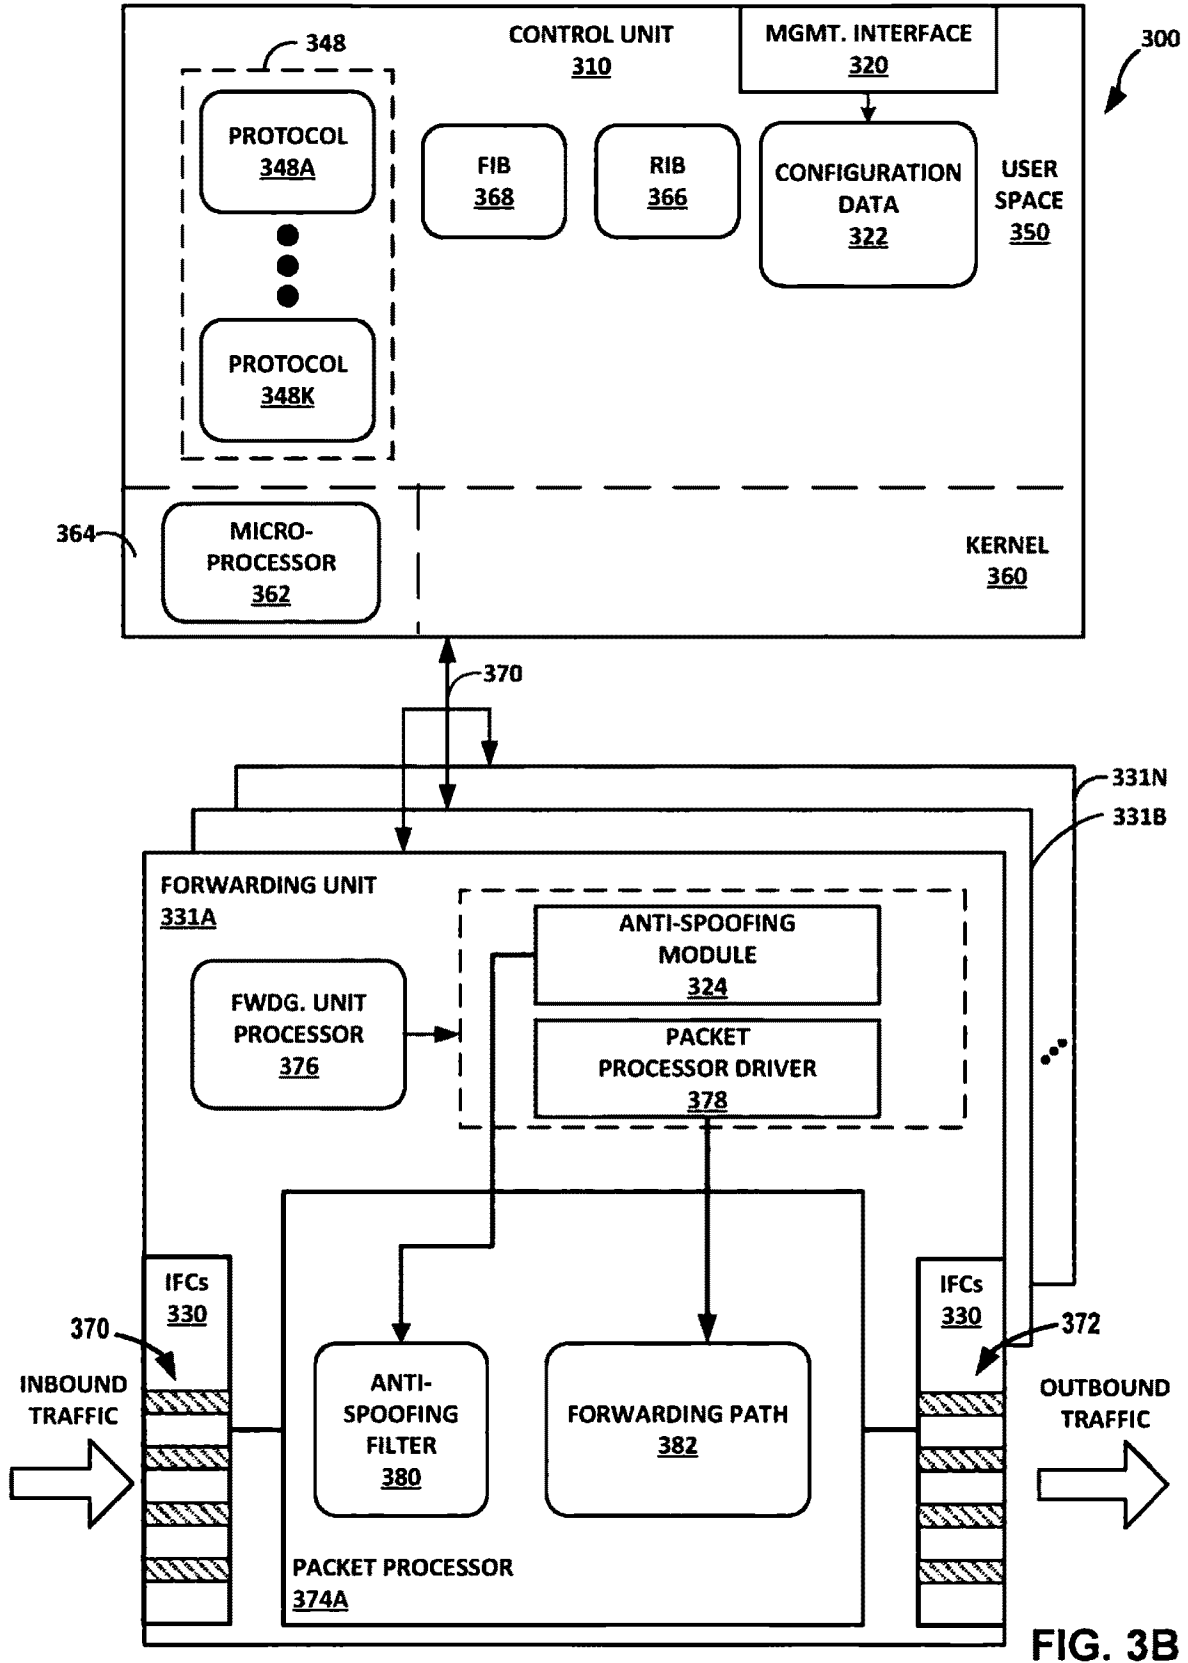 348
CONTROL UNIT
310
MGMT. INTERFACE
320
300
PROTOCOL
348A
FIB
368
RIB
366
CONFIGURATION
DATA
322
USER
SPACE
350
PROTOCOL
348K
364
MICRO-
PROCESSOR
362
KERNEL
360
370
331N
331B
FORWARDING UNIT
331A
ANTI-SPOOFING
MODULE
324
FWDG. UNIT
PROCESSOR
376
PACKET
PROCESSOR DRIVER
378
IFCs
330
IFCs
330
370
372
INBOUND
TRAFFIC
ANTI-
SPOOFING
FILTER
380
FORWARDING PATH
382
OUTBOUND
TRAFFIC
PACKET PROCESSOR
374A
FIG. 3B